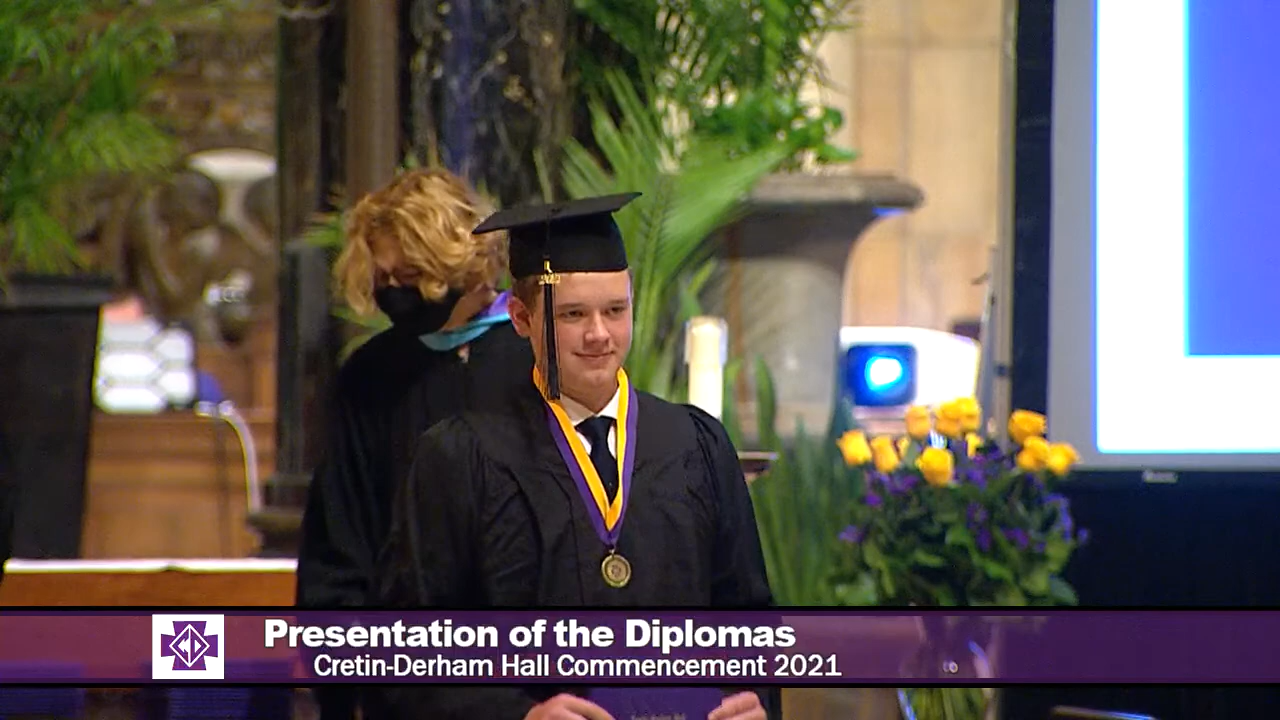 Presentation of the Diplomas
Cretin-Derham Hall Commencement 2021